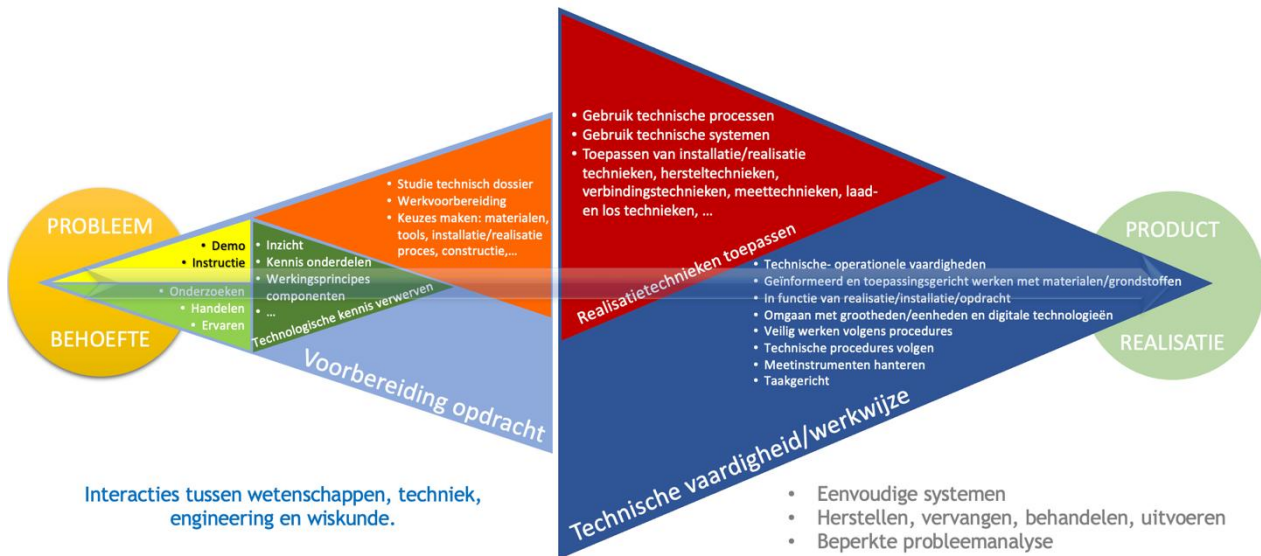 PROBLEEM
BEHOEFTE
• Demo
• Instructie
• Onderzoeken
• Handelen
• Ervaren
• Inzicht
• Kennis onderdelen
• Werkingsprincipes
componenten
• ...
Technologische kennis verwerven
• Studie technisch dossier
• Werkvoorbereiding
• Keuzes maken: materialen,
tools, installatie/realisatie
proces, constructie,...
Voorbereiding opdracht
• Gebruik technische processen
• Gebruik technische systemen
• Toepassen van installatie/realisatie
technieken, hersteltechnieken,
verbindingstechnieken, meettechnieken, laad-
en los technieken, ...
Realisatietechnieken toepassen
• Technische- operationele vaardigheden
• Geïnformeerd en toepassingsgericht werken met materialen/grondstoffen
• In functie van realisatie/installatie/opdracht
• Omgaan met grootheden/eenheden en digitale technologieën
• Veilig werken volgens procedures
• Technische procedures volgen
• Meetinstrumenten hanteren
• Taakgericht
Technische vaardigheid/werkwijze
PRODUCT
REALISATIE
Interacties tussen wetenschappen, techniek,
engineering en wiskunde.
• Eenvoudige systemen
• Herstellen, vervangen, behandelen, uitvoeren
• Beperkte probleemanalyse